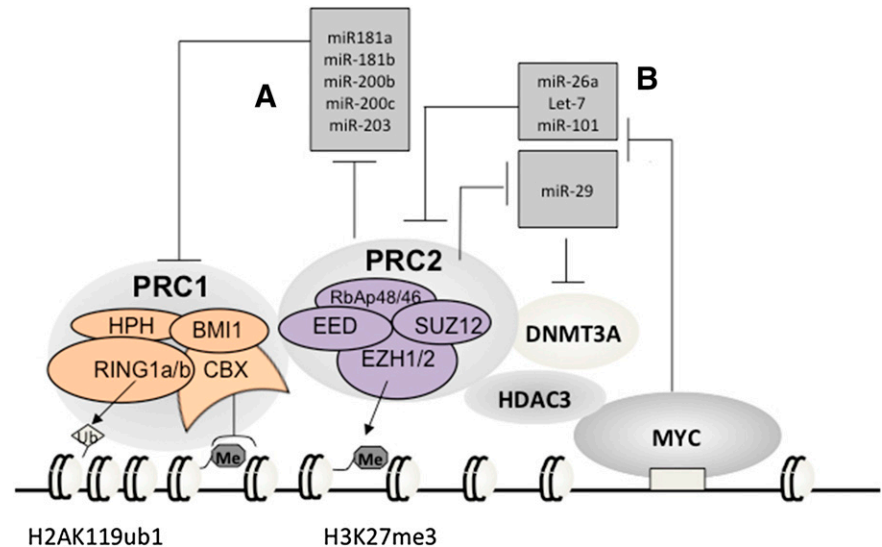 miR181a
miR-181b
miR-200b
miR-200c
miR-203
A
miR-26a
Let-7
miR-101
B
miR-29
PRC1
HPH
BMI1
RING1a/b
CBX
Ub
Me
PRC2
RbAp48/46
EED
SUZ12
EZH1/2
Me
DNMT3A
HDAC3
MYC
H2AK119ub1
H3K27me3